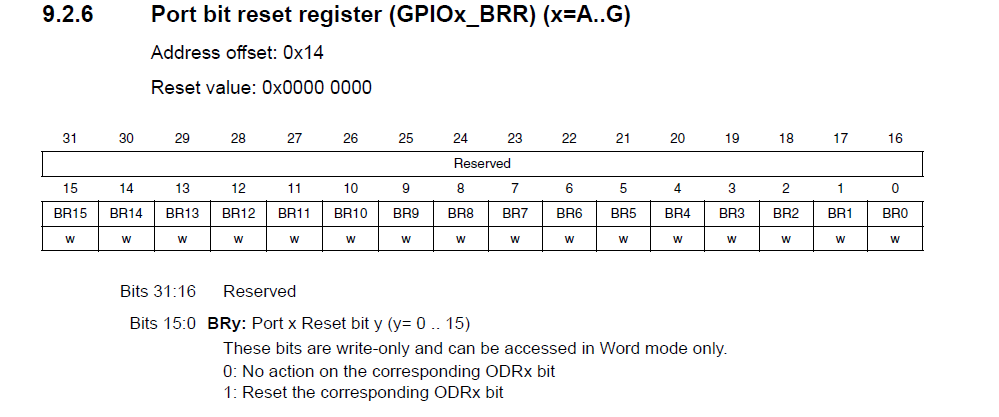 9.2.6 Port bit reset register (GPIOx_BRR) (x=A..G)
Address offset: 0x14
Reset value: 0x0000 0000
31 30 29 28 27 26 25 24 23 22 21 20 19 18 17 16
Reserved
15 14 13 12 11 10 9 8 7 6 5 4 3 2 1 0
BR15 BR14 BR13 BR12 BR11 BR10 BR9 BR8 BR7 BR6 BR5 BR4 BR3 BR2 BR1 BR0
w w w w w w w w w w w w w w w w
Bits 31:16 Reserved
Bits 15:0 BRy: Port x Reset bit y (y= 0 .. 15)
These bits are write-only and can be accessed in Word mode only.
0: No action on the corresponding ODRx bit
1: Reset the corresponding ODRx bit